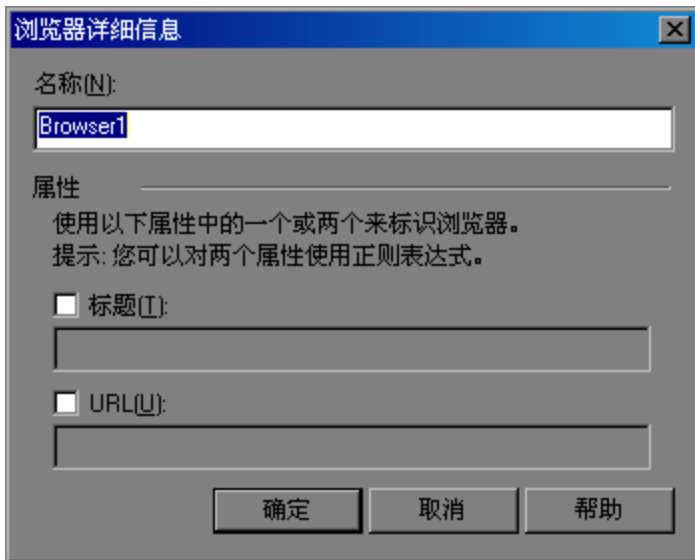 浏览器详细信息
名称(N):
Browser1
属性
使用以下属性中的一个或两个来标识浏览器。
提示: 您可以对两个属性使用正则表达式。
标题(T):
URL(U):
确定
取消
帮助